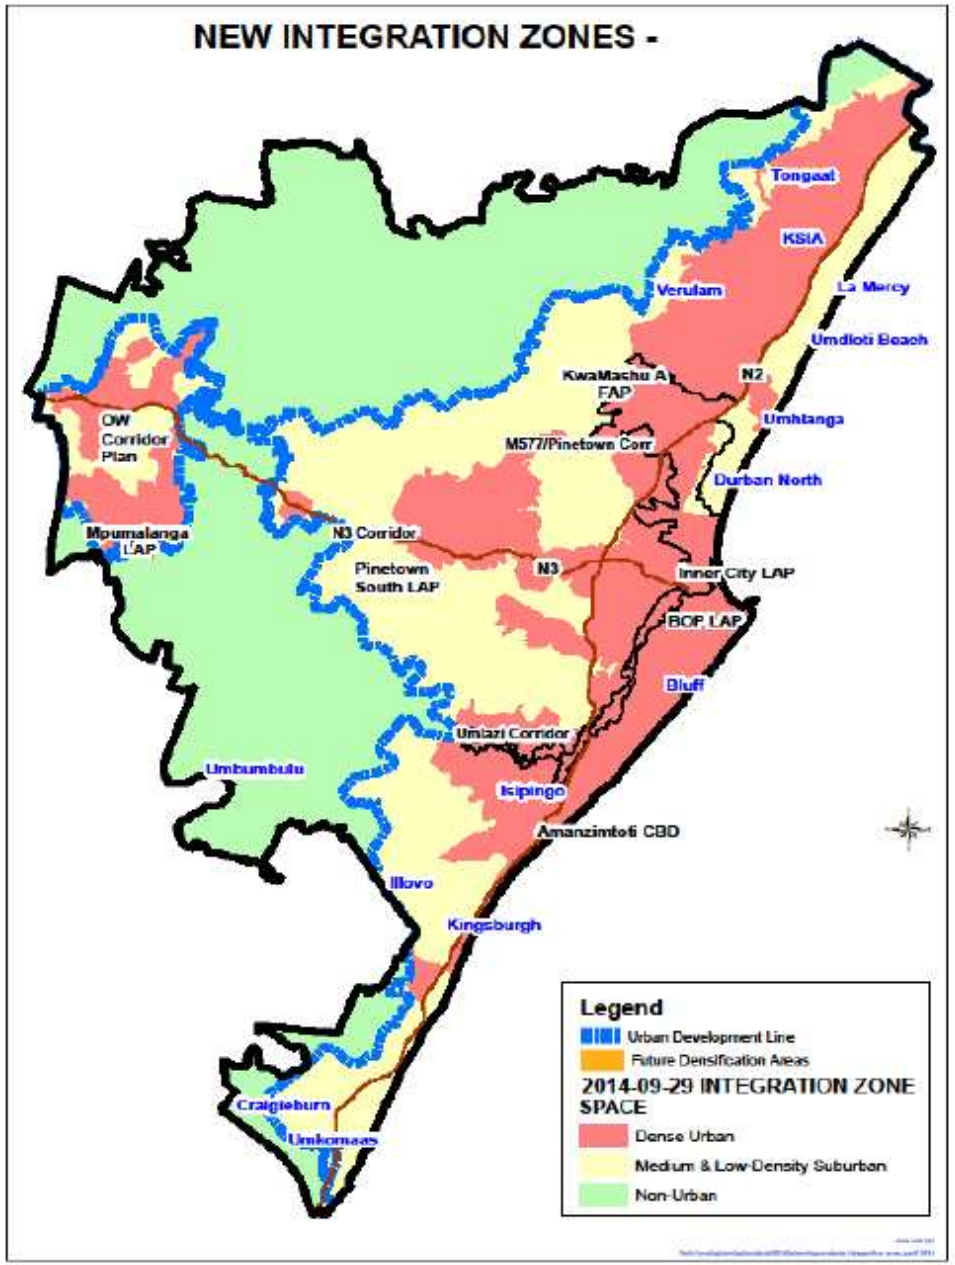 NEW INTEGRATION ZONES -
Tongaat
KSIA
La Mercy
Verulam
Umdloti Beach
KwaMashu A
FAP
N2
Umhlanga
OW
Corridor
Plan
M577/Pinetown Corr
Durban North
Mpumalanga
LAP
N3 Corridor
Pinetown
South LAP
N3
Inner City LAP
BOP LAP
Bluff
Umlazi Corridor
Umbumbulu
Isipingo
Amanzimtoti CBD
Illovo
Kingsburgh
Craigieburn
Umkomaas
Legend
Urban Development Line
Future Densification Areas
2014-09-29 INTEGRATION ZONE
SPACE
Dense Urban
Medium & Low-Density Suburban
Non-Urban